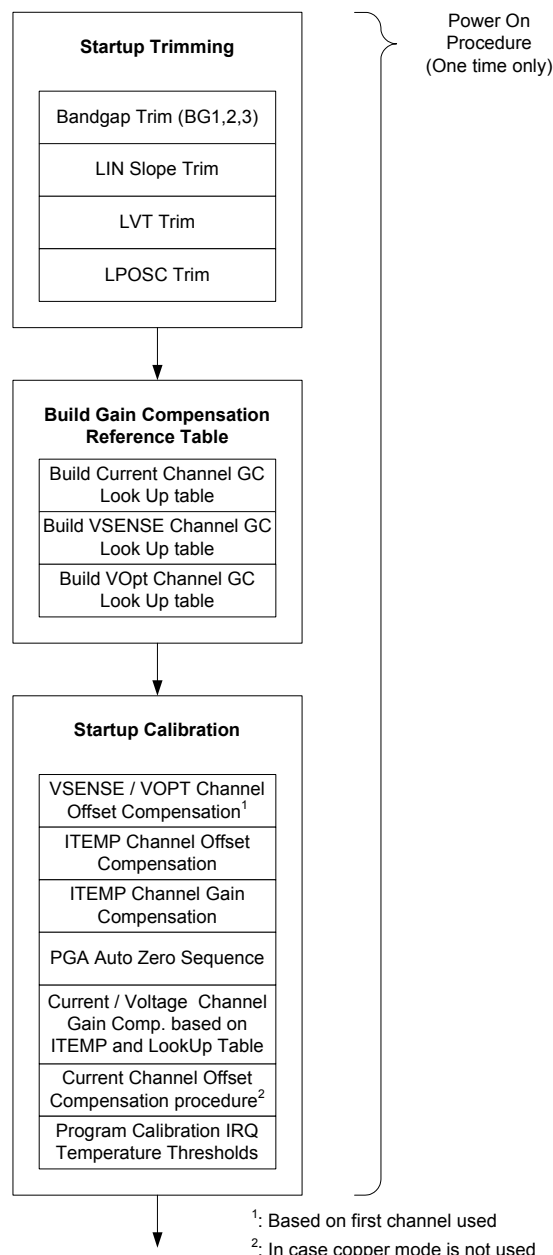 Power On
Procedure
(One time only)
Startup Trimming
Bandgap Trim (BG1,2,3)
LIN Slope Trim
LVT Trim
LPOSC Trim
Build Gain Compensation
Reference Table
Build Current Channel GC
Look Up table
Build VSENSE Channel GC
Look Up table
Build VOpt Channel GC
Look Up table
Startup Calibration
VSENSE / VOPT Channel
Offset Compensation¹
ITEMP Channel Offset
Compensation
ITEMP Channel Gain
Compensation
PGA Auto Zero Sequence
Current / Voltage Channel
Gain Comp. based on
ITEMP and LookUp Table
Current Channel Offset
Compensation procedure²
Program Calibration IRQ
Temperature Thresholds
¹: Based on first channel used
²: In case copper mode is not used